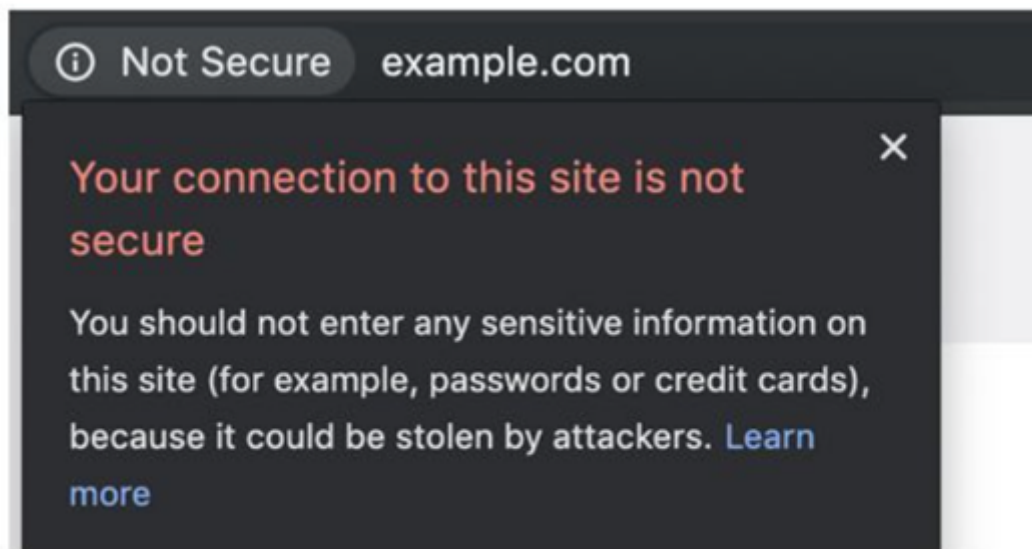 Not Secure example.com
Your connection to this site is not
secure
You should not enter any sensitive information on
this site (for example, passwords or credit cards),
because it could be stolen by attackers. Learn
more